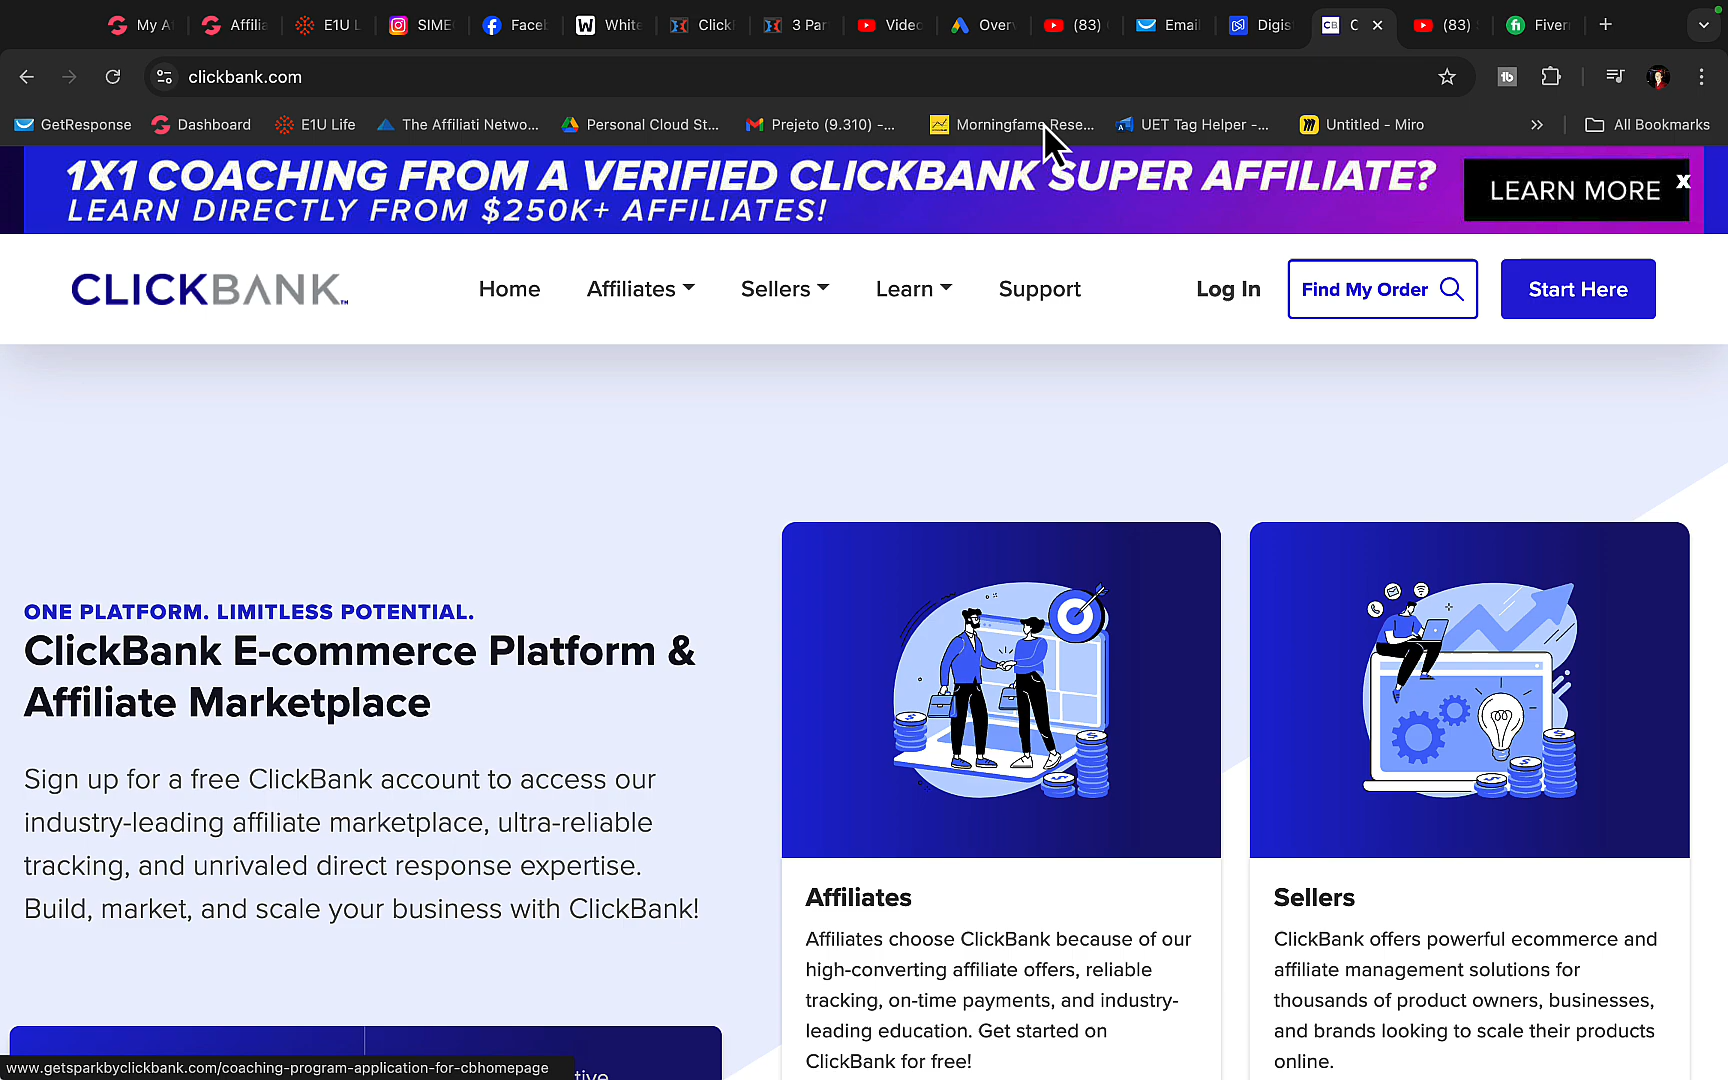 My A
Affilia
E1U L
SIME
Faceb
White
Click
3 Par
Video
Over
(83)
Email
Digis
C
(83)
Fiverr
clickbank.com
GetResponse
Dashboard
E1U Life
The Affiliati Netwo...
Personal Cloud St...
Prejeto (9.310) -...
Morningfame Rese...
UET Tag Helper -...
Untitled - Miro
All Bookmarks
1X1 COACHING FROM A VERIFIED CLICKBANK SUPER AFFILIATE?
LEARN DIRECTLY FROM $250K+ AFFILIATES!
LEARN MORE
X
CLICKBANK
Home
Affiliates
Sellers
Learn
Support
Log In
Find My Order
Start Here
ONE PLATFORM. LIMITLESS POTENTIAL.
ClickBank E-commerce Platform &
Affiliate Marketplace
Sign up for a free ClickBank account to access our
industry-leading affiliate marketplace, ultra-reliable
tracking, and unrivaled direct response expertise.
Build, market, and scale your business with ClickBank!
Affiliates
Affiliates choose ClickBank because of our
high-converting affiliate offers, reliable
tracking, on-time payments, and industry-
leading education. Get started on
ClickBank for free!
Sellers
ClickBank offers powerful ecommerce and
affiliate management solutions for
thousands of product owners, businesses,
and brands looking to scale their products
online.
www.getsparkbyclickbank.com/coaching-program-application-for-cbhomepage